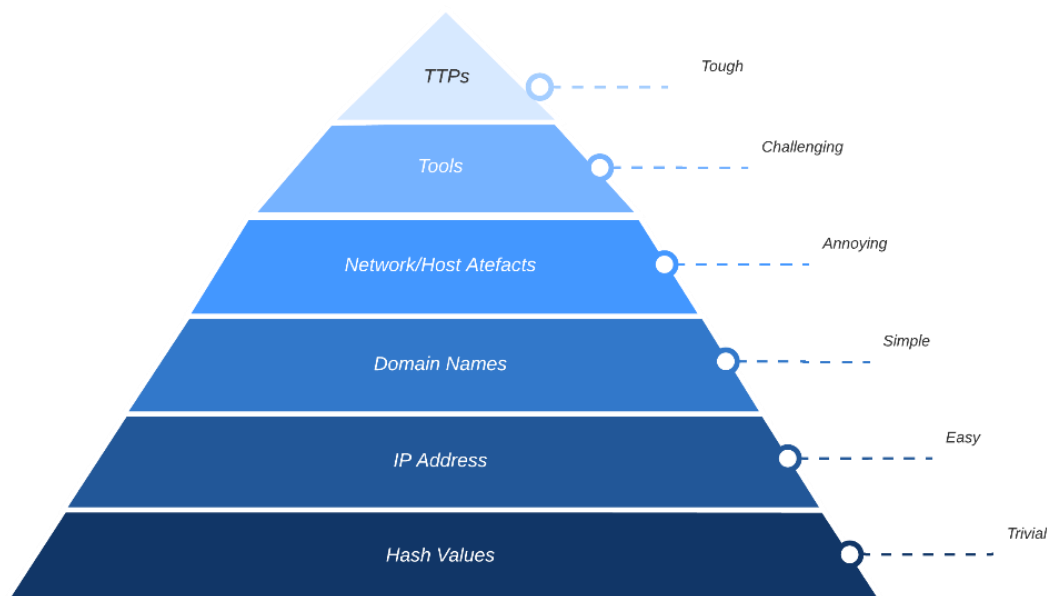 TTPs
Tough
Tools
Challenging
Network/Host Atefacts
Annoying
Domain Names
Simple
IP Address
Easy
Hash Values
Trivial